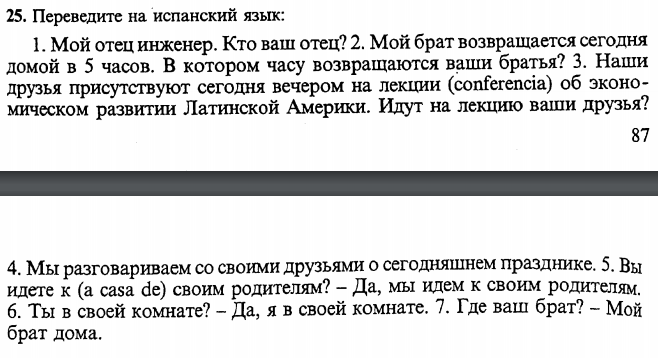 25. Переведите на испанский язык:
1. Мой отец инженер. Кто ваш отец? 2. Мой брат возвращается сегодня
домой в 5 часов. В котором часу возвращаются ваши братья? 3. Наши
друзья присутствуют сегодня вечером на лекции (conferencia) об эконо-
мическом развитии Латинской Америки. Идут на лекцию ваши друзья?
87
4. Мы разговариваем со своими друзьями о сегодняшнем празднике. 5. Вы
идете к (a casa de) своим родителям? – Да, мы идем к своим родителям.
6. Ты в своей комнате? – Да, я в своей комнате. 7. Где ваш брат? – Мой
брат дома.